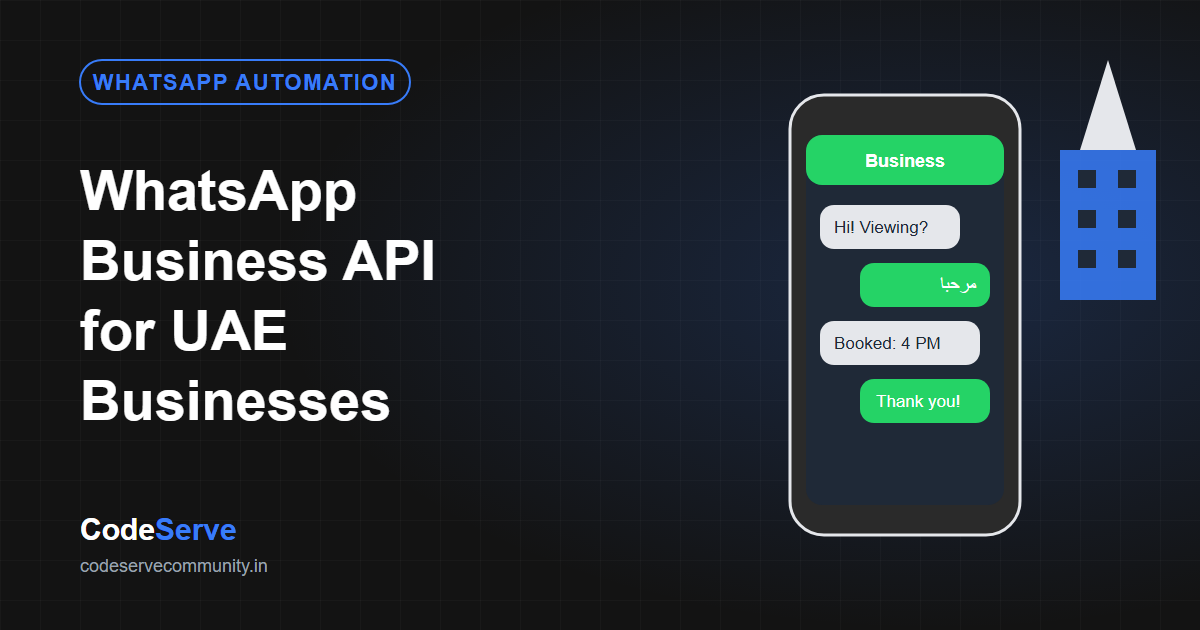 WHATSAPP AUTOMATION
WhatsApp
Business API
for UAE
Businesses
CodeServe
codeservecommunity.in
Business
Hi! Viewing?
مرحبا
Booked: 4 PM
Thank you!